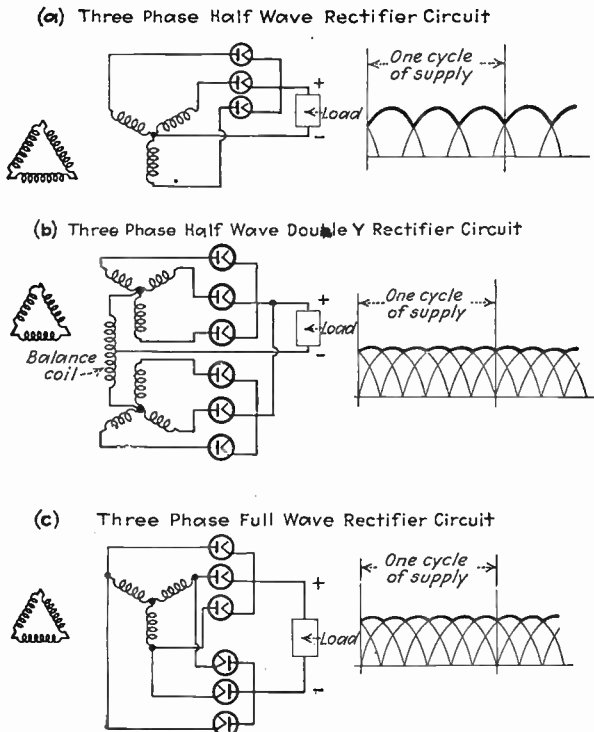 (a) Three Phase Half Wave Rectifier Circuit
One cycle
of supply
+
Load
-
(b) Three Phase Half Wave Double Y Rectifier Circuit
One cycle
of supply
+
Load
-
Balance
coil
(c) Three Phase Full Wave Rectifier Circuit
One cycle
of supply
+
Load
-